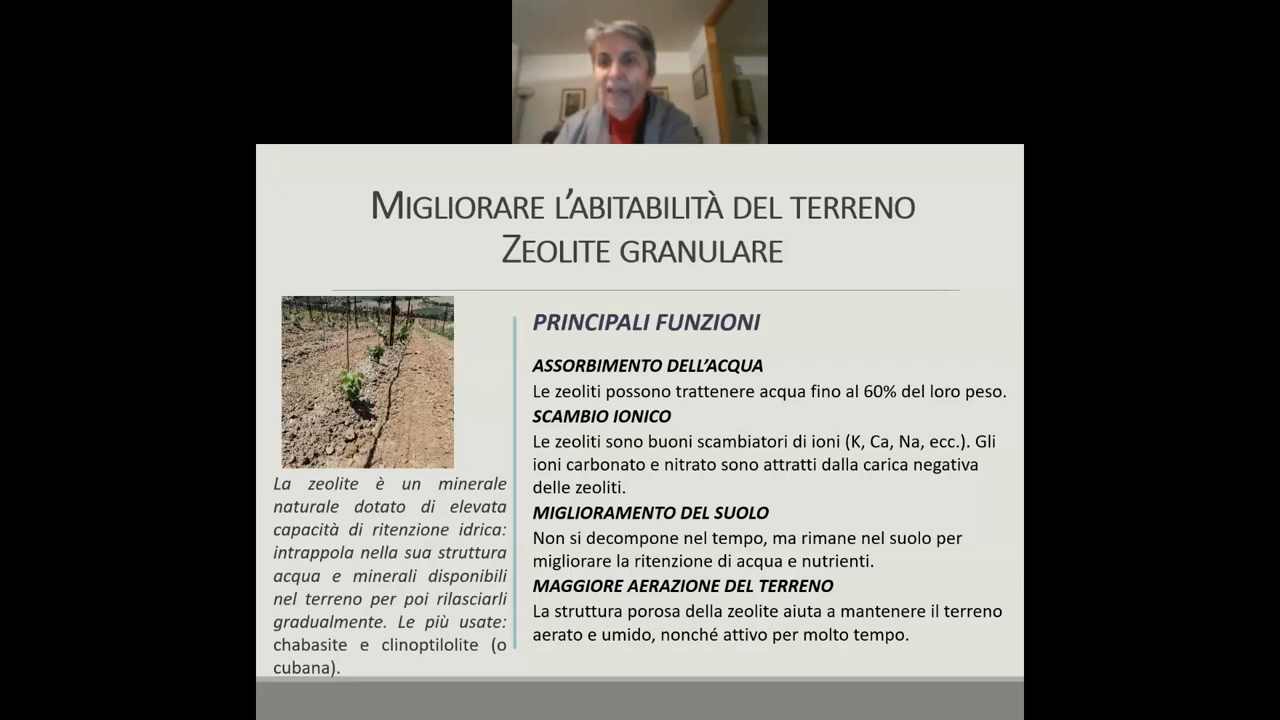 MIGLIORARE L'ABITABILITÀ DEL TERRENO
ZEOLITE GRANULARE
La zeolite è un minerale
naturale dotato di elevata
capacità di ritenzione idrica:
intrappola nella sua struttura
acqua e minerali disponibili
nel terreno per poi rilasciarli
gradualmente. Le più usate:
chabasite e clinoptilolite (o
cubana).
PRINCIPALI FUNZIONI
ASSORBIMENTO DELL'ACQUA
Le zeoliti possono trattenere acqua fino al 60% del loro peso.
SCAMBIO IONICO
Le zeoliti sono buoni scambiatori di ioni (K, Ca, Na, ecc.). Gli
ioni carbonato e nitrato sono attratti dalla carica negativa
delle zeoliti.
MIGLIORAMENTO DEL SUOLO
Non si decompone nel tempo, ma rimane nel suolo per
migliorare la ritenzione di acqua e nutrienti.
MAGGIORE AERAZIONE DEL TERRENO
La struttura porosa della zeolite aiuta a mantenere il terreno
aerato e umido, nonché attivo per molto tempo.